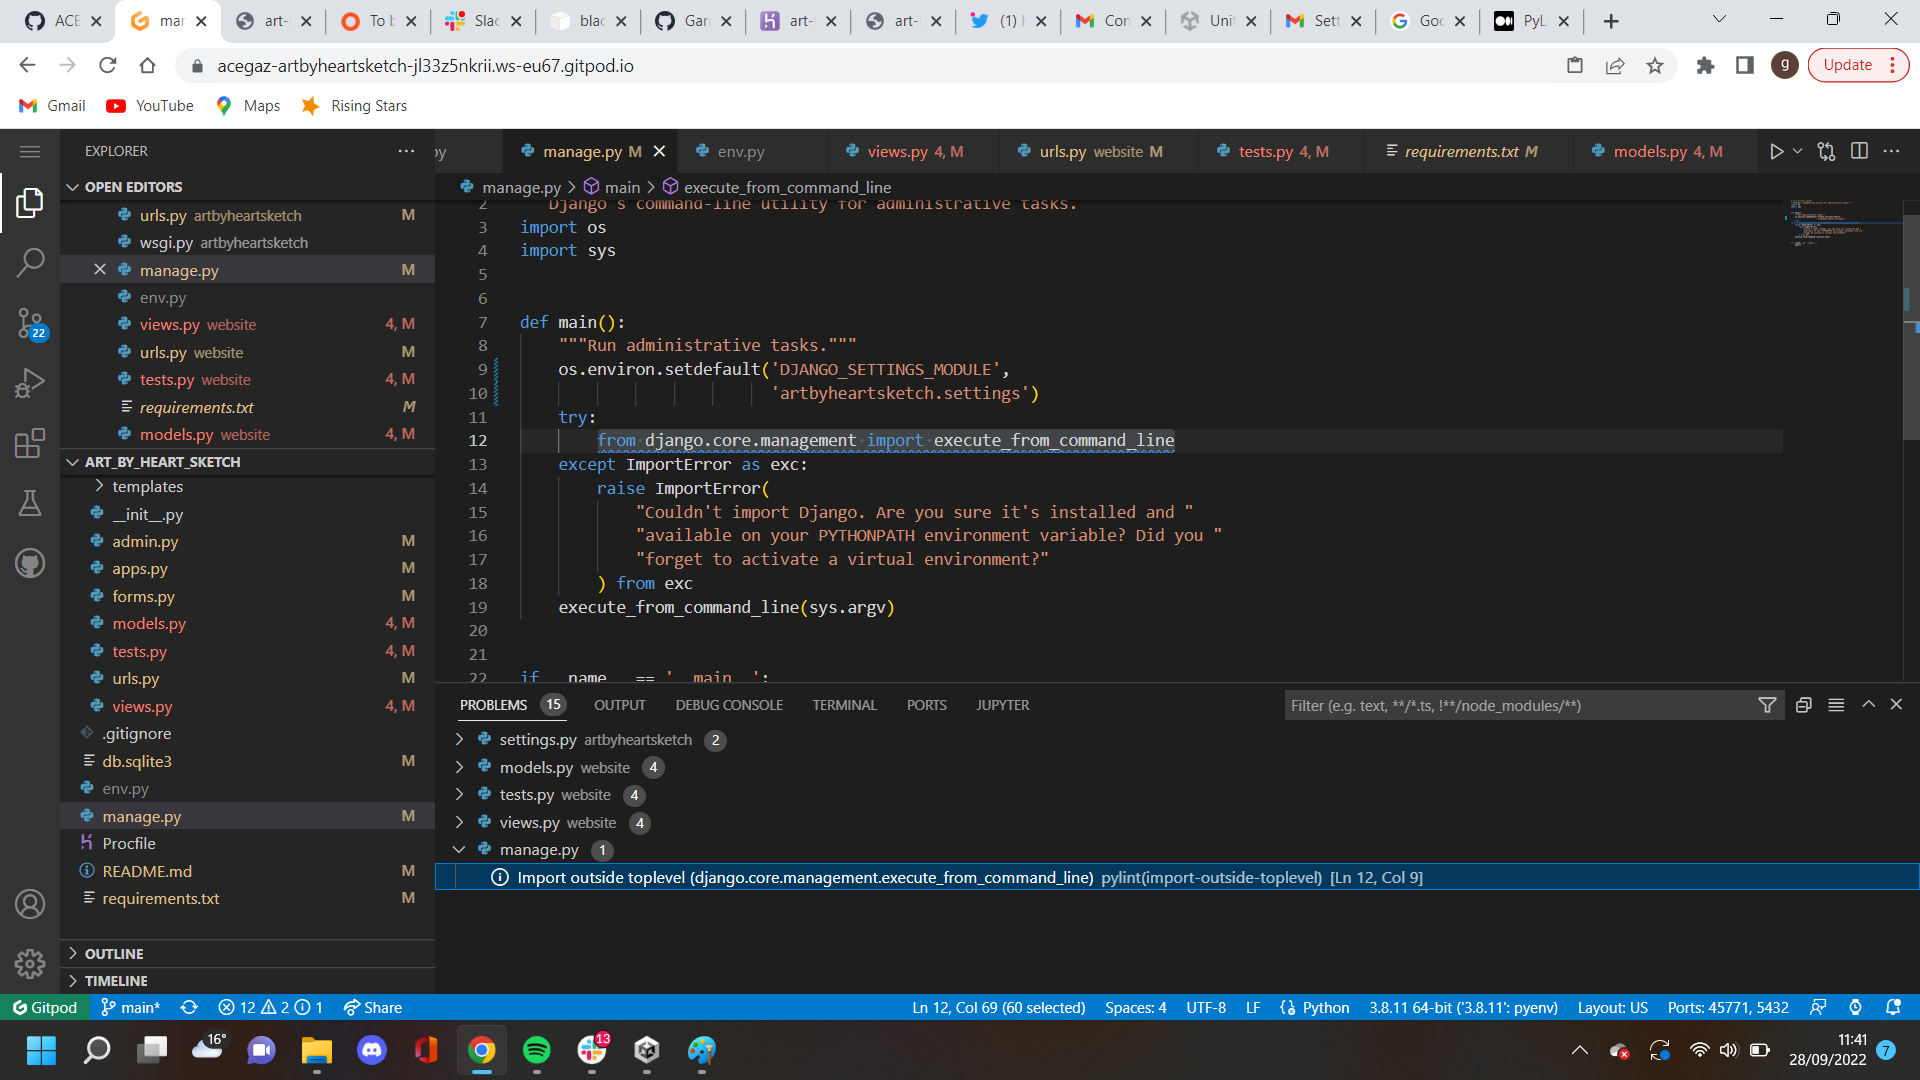 ACE
mar
art-
To b
Slac
blac
Gare
art-
art-
(1) H
Con
Unit
Sett
Goo
PyL
acegaz-artbyheartsketch-jl33z5nkrii.ws-eu67.gitpod.io
g
Update
Gmail
YouTube
Maps
Rising Stars
EXPLORER
py
manage.py M
env.py
views.py 4, M
urls.py website M
tests.py 4, M
requirements.txt M
models.py 4, M
OPEN EDITORS
urls.py artbyheartsketch M
wsgi.py artbyheartsketch
manage.py M
env.py
views.py website 4, M
urls.py website M
tests.py website 4, M
requirements.txt M
models.py website 4, M
22
ART_BY_HEART_SKETCH
templates
__init__.py
admin.py M
apps.py M
forms.py M
models.py 4, M
tests.py 4, M
urls.py M
views.py 4, M
.gitignore
db.sqlite3 M
env.py
manage.py M
Procfile
README.md M
requirements.txt M
OUTLINE
TIMELINE
manage.py > main > execute_from_command_line
2 Django's command-line utility for administrative tasks.
3 import os
4 import sys
5
6
7 def main():
8 """Run administrative tasks."""
9 os.environ.setdefault('DJANGO_SETTINGS_MODULE',
10 'artbyheartsketch.settings')
11 try:
12 from django.core.management import execute_from_command_line
13 except ImportError as exc:
14 raise ImportError(
15 "Couldn't import Django. Are you sure it's installed and "
16 "available on your PYTHONPATH environment variable? Did you "
17 "forget to activate a virtual environment?"
18 ) from exc
19 execute_from_command_line(sys.argv)
20
21
22 if __name__ == '__main__':
PROBLEMS 15 OUTPUT DEBUG CONSOLE TERMINAL PORTS JUPYTER
Filter (e.g. text, **/*.ts, !**/node_modules/**)
settings.py artbyheartsketch 2
models.py website 4
tests.py website 4
views.py website 4
manage.py 1
Import outside toplevel (django.core.management.execute_from_command_line) pylint(import-outside-toplevel) [Ln 12, Col 9]
Gitpod main* 12 2 1 Share
Ln 12, Col 69 (60 selected) Spaces: 4 UTF-8 LF Python 3.8.11 64-bit ('3.8.11': pyenv) Layout: US Ports: 45771, 5432
16°
13
11:41
28/09/2022
7